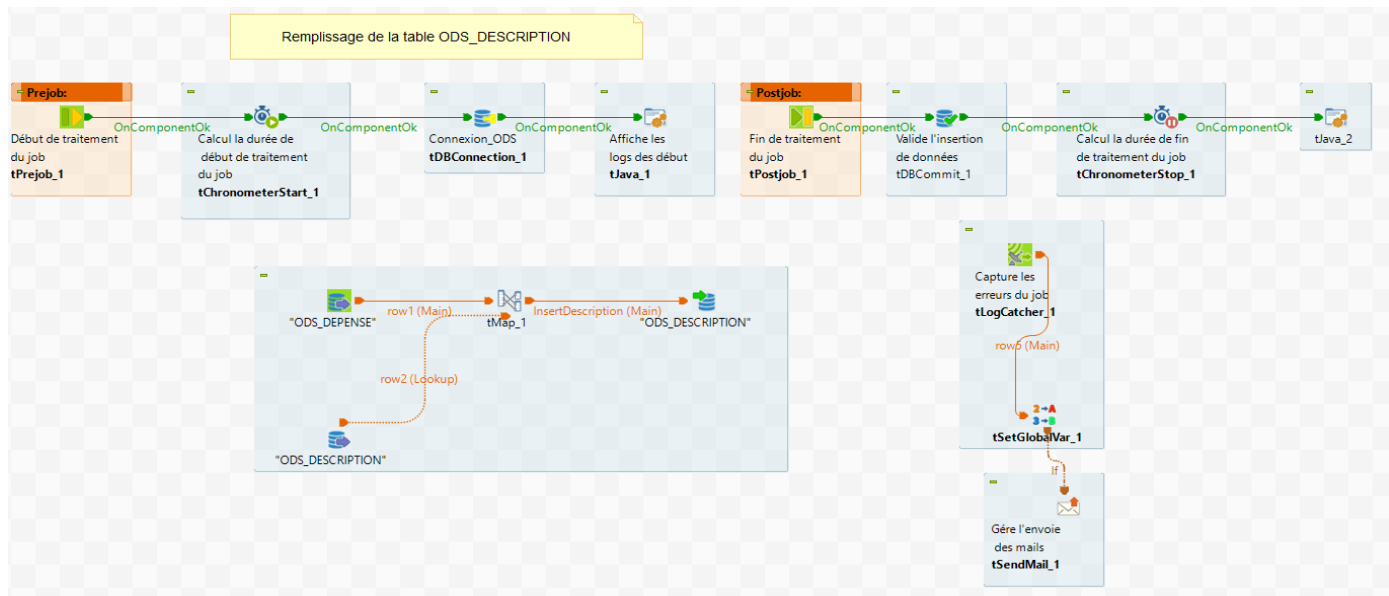 Remplissage de la table ODS_DESCRIPTION
Prejob:
OnComponentOk
Début de traitement
du job
tPrejob_1
Calcul la durée de
début de traitement
du job
tChronometerStart_1
OnComponentOk
Connexion_ODS
tDBConnection_1
OnComponentOk
Affiche les
logs des début
tJava_1
Postjob:
OnComponentOk
Fin de traitement
du job
tPostjob_1
Valide l'insertion
de données
tDBCommit_1
OnComponentOk
Calcul la durée de fin
de traitement du job
tChronometerStop_1
OnComponentOk
tJava_2
"ODS_DEPENSE"
row1 (Main)
tMap_1
InsertDescription (Main)
"ODS_DESCRIPTION"
row2 (Lookup)
"ODS_DESCRIPTION"
Capture les
erreurs du job
tLogCatcher_1
row5 (Main)
tSetGlobalVar_1
If
Gére l'envoie
des mails
tSendMail_1